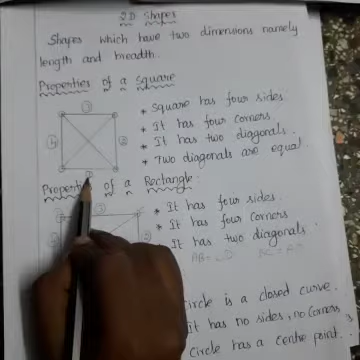 2D Shapes
Shapes which have two dimensions namely
length and breadth.
Properties of a Square
* Square has four sides.
* It has four corners.
* It has two diagonals.
* Two diagonals are equal.
1
2
4
Properties of a Rectangle.
* It has four sides.
* It has four corners
It has two diagonals.
Circle is a closed curve.
It has no sides, no corners
Circle has a centre point.